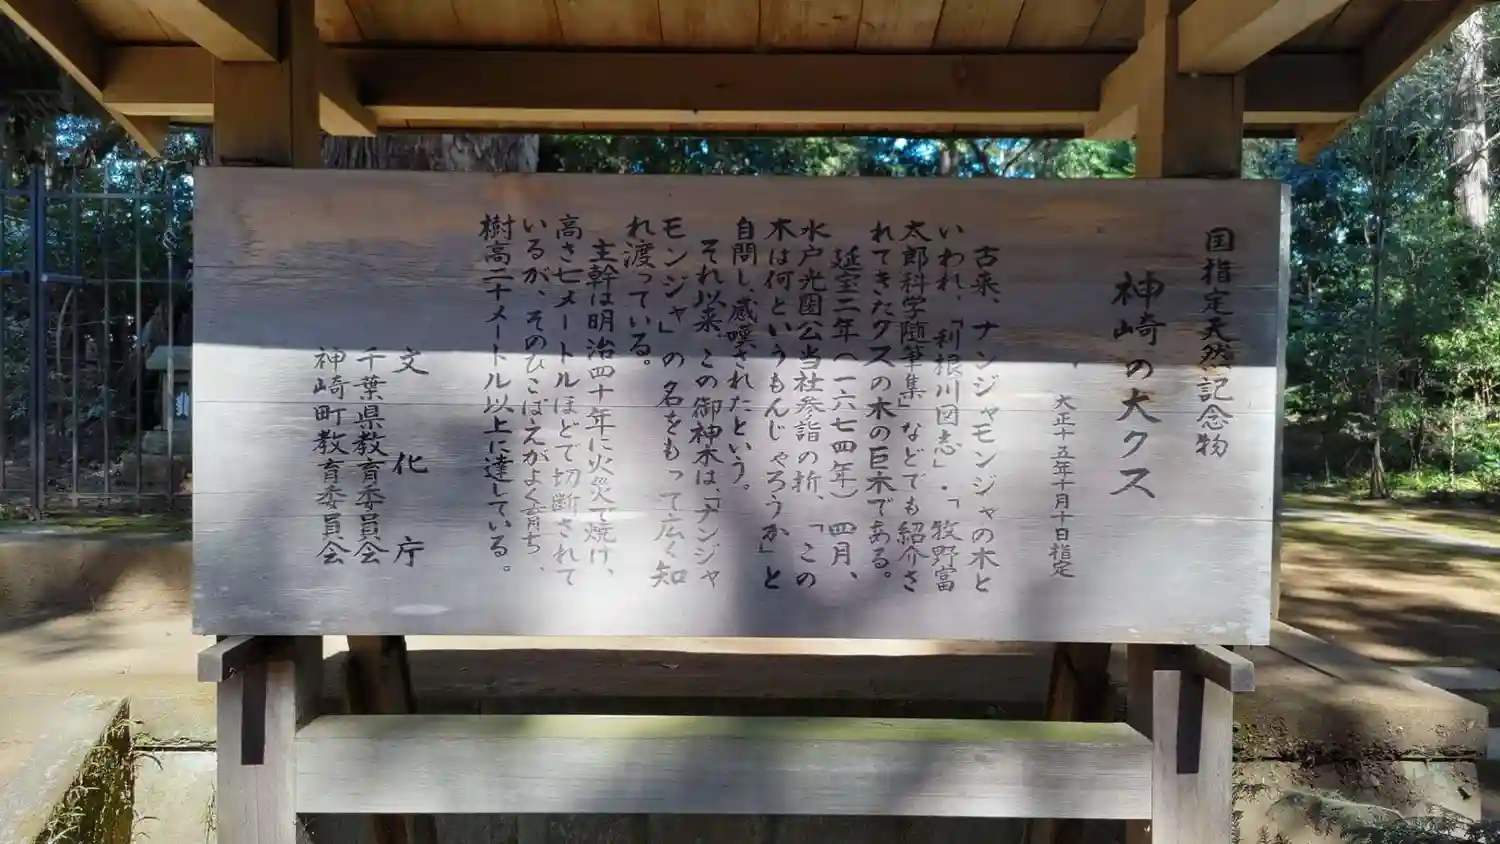 国指定天然記念物
神崎の大クス
大正十五年十月十日指定
古来、ナンジャモンジャの木と
いわれ、「利根川図志」・「牧野富
太郎科学随筆集」などでも紹介さ
れてきたクスの木の巨木である。
延宝二年(一六七四年)四月、
水戸光圀公当社参詣の折、「この
木は何というもんじゃろうか」と
自問し、感嘆されたという。
それ以来、この御神木は、「ナンジャ
モンジャ」の名をもって広く知
れ渡っている。
主幹は明治四十年に火災で焼け、
高さ七メートルほどで切断されて
いるが、そのひこばえがよく育ち、
樹高二十メートル以上に達している。
文化庁
千葉県教育委員会
神崎町教育委員会